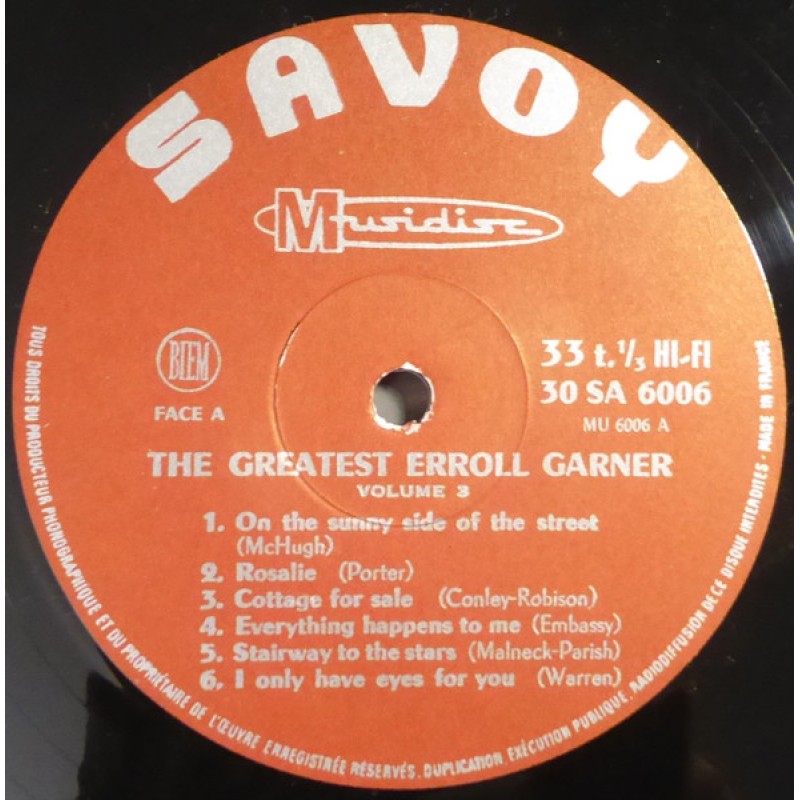 SAVOY
Musidisc
BIEM
FACE A
33 t. 1/3 HI-FI
30 SA 6006
MU 6006 A
THE GREATEST ERROLL GARNER
VOLUME 3
1. On the sunny side of the street
(McHugh)
2. Rosalie (Porter)
3. Cottage for sale (Conley-Robison)
4. Everything happens to me (Embassy)
5. Stairway to the stars (Malneck-Parish)
6. I only have eyes for you (Warren)
TOUS DROITS DU PRODUCTEUR PHONOGRAPHIQUE ET DU PROPRIÉTAIRE DE L'ŒUVRE ENREGISTRÉE RÉSERVÉS. DUPLICATION, EXÉCUTION PUBLIQUE, RADIODIFFUSION DE CE DISQUE INTERDITES • MADE IN FRANCE